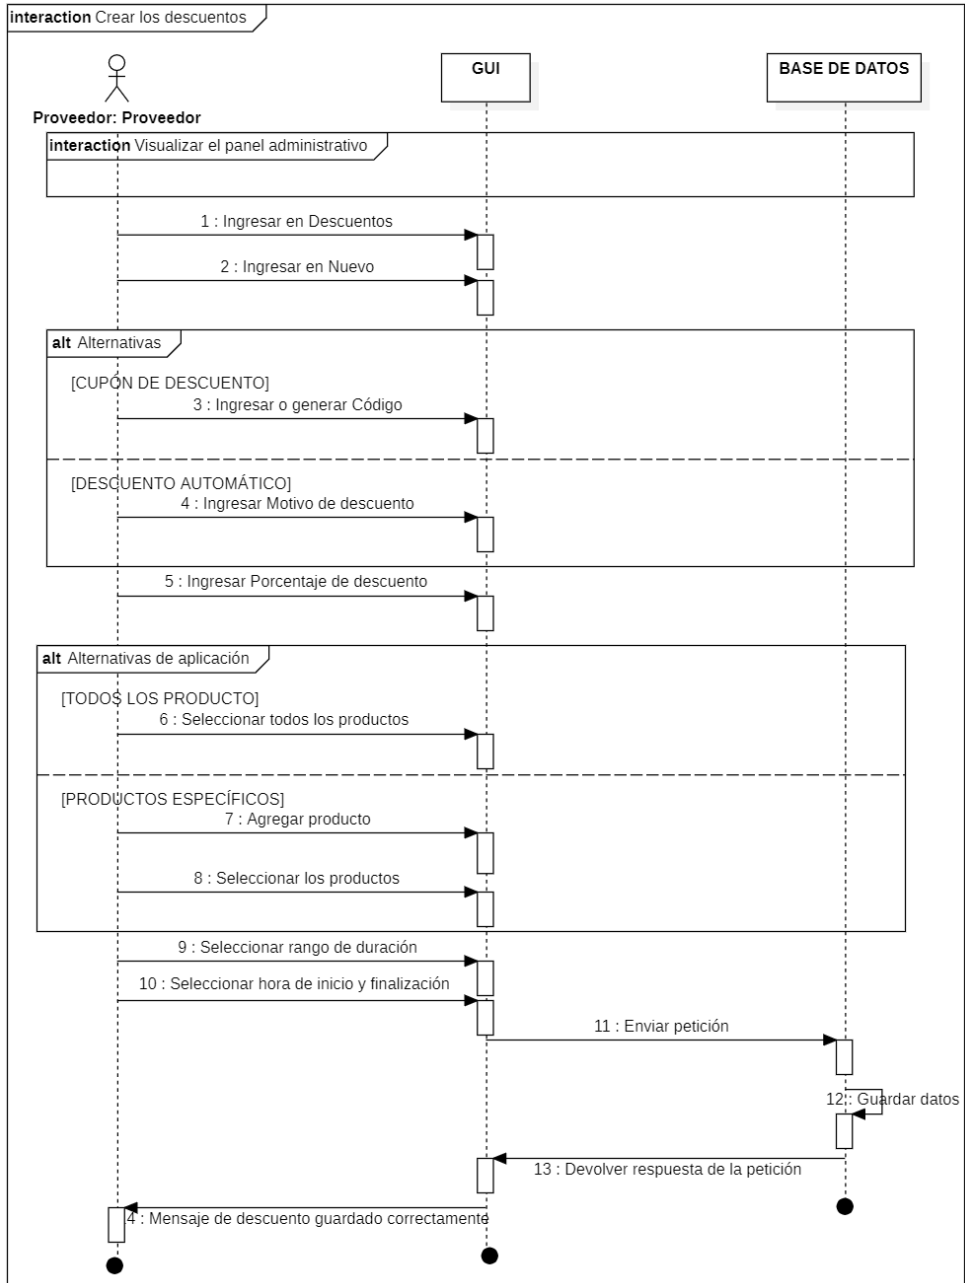 interaction Crear los descuentos
GUI
BASE DE DATOS
Proveedor: Proveedor
interaction Visualizar el panel administrativo
1 : Ingresar en Descuentos
2 : Ingresar en Nuevo
alt Alternativas
[CUPÓN DE DESCUENTO]
3 : Ingresar o generar Código
[DESCUENTO AUTOMÁTICO]
4 : Ingresar Motivo de descuento
5 : Ingresar Porcentaje de descuento
alt Alternativas de aplicación
[TODOS LOS PRODUCTO]
6 : Seleccionar todos los productos
[PRODUCTOS ESPECÍFICOS]
7 : Agregar producto
8 : Seleccionar los productos
9 : Seleccionar rango de duración
10 : Seleccionar hora de inicio y finalización
11 : Enviar petición
12 : Guardar datos
13 : Devolver respuesta de la petición
4 : Mensaje de descuento guardado correctamente